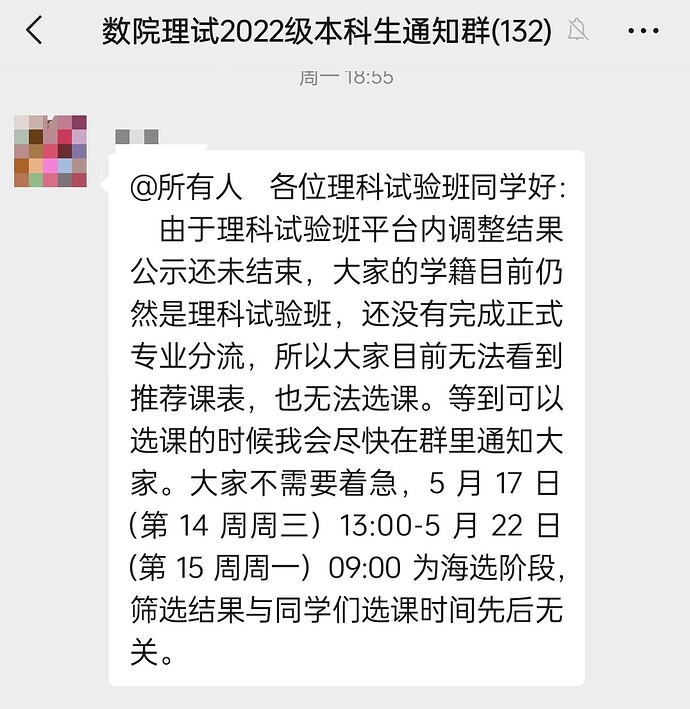 数院理试2022级本科生通知群(132)
周一 18:55
@所有人 各位理科试验班同学好：
由于理科试验班平台内调整结果
公示还未结束，大家的学籍目前仍
然是理科试验班，还没有完成正式
专业分流，所以大家目前无法看到
推荐课表，也无法选课。等到可以
选课的时候我会尽快在群里通知大
家。大家不需要着急，5 月 17 日
(第 14 周周三）13:00-5 月 22 日
(第 15 周周一）09:00 为海选阶段，
筛选结果与同学们选课时间先后无
关。